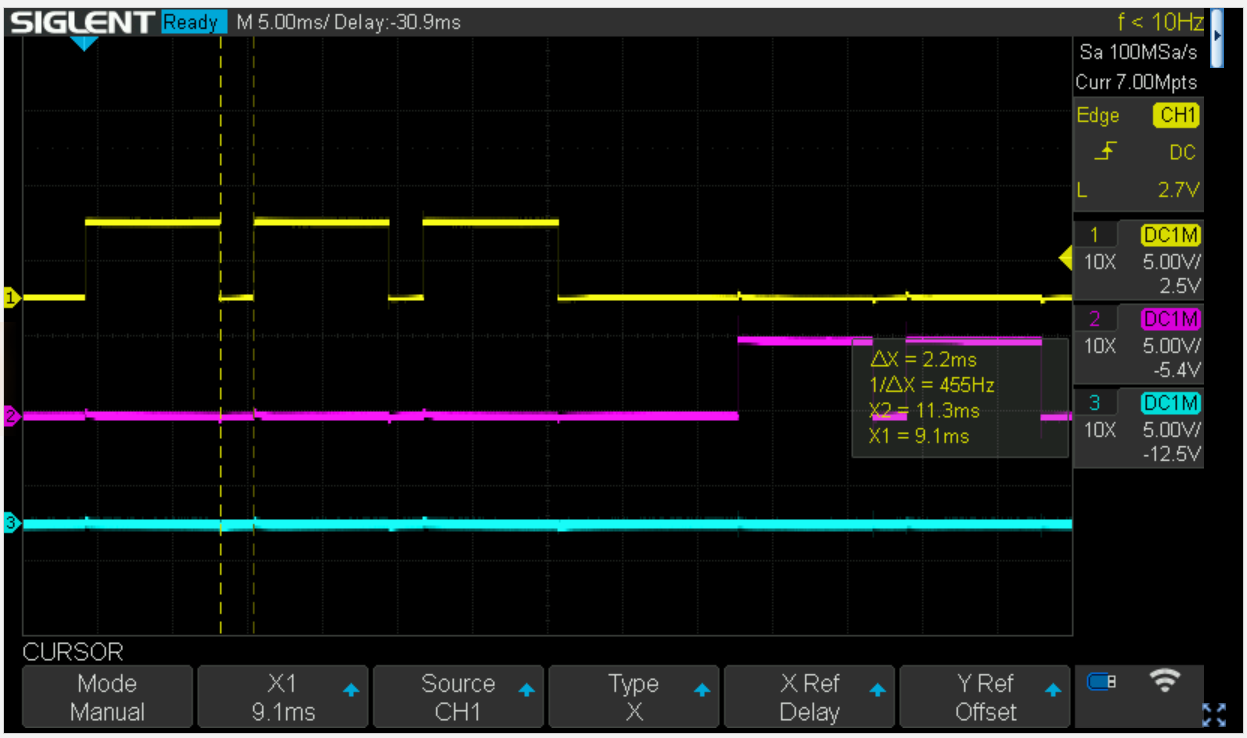 SIGLENT Ready M 5.00ms/ Delay:-30.9ms f < 10Hz
Sa 100MSa/s
Curr 7.00Mpts
Edge CH1
DC
L 2.7V
1 DC1M
10X 5.00V/
2.5V
2 DC1M
10X 5.00V/
-5.4V
3 DC1M
10X 5.00V/
-12.5V
1
2
3
ΔX = 2.2ms
1/ΔX = 455Hz
X2 = 11.3ms
X1 = 9.1ms
CURSOR
Mode
Manual
X1
9.1ms
Source
CH1
Type
X
X Ref
Delay
Y Ref
Offset